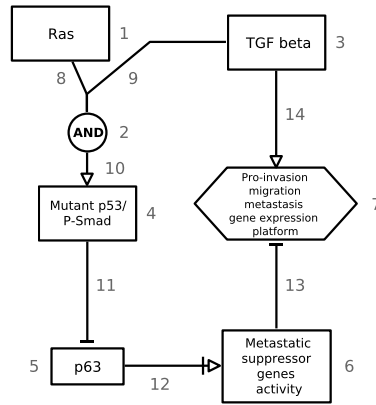 Ras
1
TGF beta
3
8
9
AND
2
14
10
Mutant p53/
P-Smad
4
Pro-invasion
migration
metastasis
gene expression
platform
7
11
13
5
p63
12
Metastatic
suppressor
genes
activity
6